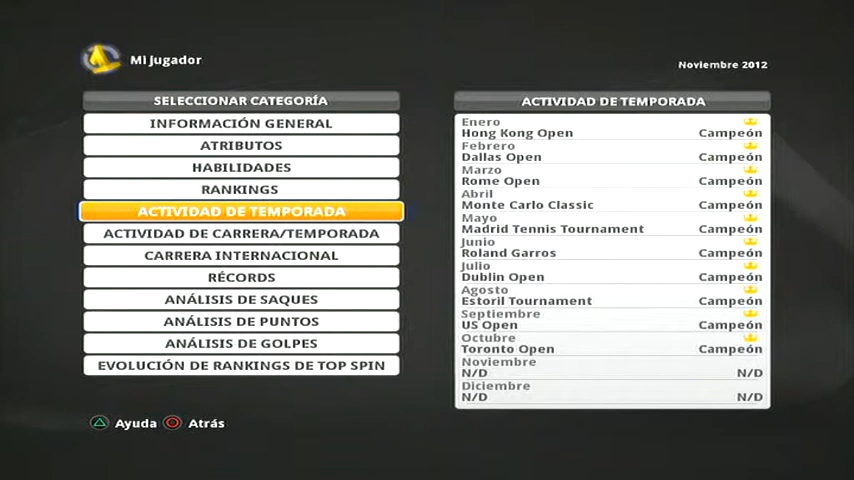 Mi jugador
Noviembre 2012
SELECCIONAR CATEGORÍA
INFORMACIÓN GENERAL
ATRIBUTOS
HABILIDADES
RANKINGS
ACTIVIDAD DE TEMPORADA
ACTIVIDAD DE CARRERA/TEMPORADA
CARRERA INTERNACIONAL
RÉCORDS
ANÁLISIS DE SAQUES
ANÁLISIS DE PUNTOS
ANÁLISIS DE GOLPES
EVOLUCIÓN DE RANKINGS DE TOP SPIN
ACTIVIDAD DE TEMPORADA
Enero
Hong Kong Open Campeón
Febrero
Dallas Open Campeón
Marzo
Rome Open Campeón
Abril
Monte Carlo Classic Campeón
Mayo
Madrid Tennis Tournament Campeón
Junio
Roland Garros Campeón
Julio
Dublin Open Campeón
Agosto
Estoril Tournament Campeón
Septiembre
US Open Campeón
Octubre
Toronto Open Campeón
Noviembre
N/D N/D
Diciembre
N/D N/D
Ayuda Atrás